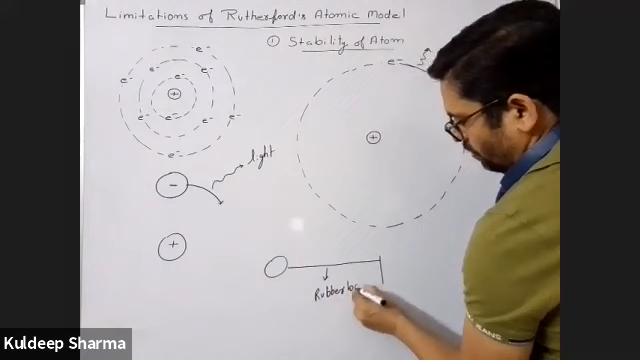 Limitations of Rutherford's Atomic Model
① Stability of Atom
e-
e-
e-
e-
e-
e-
e-
e-
+
e-
+
-
light
+
Rubber
Kuldeep Sharma